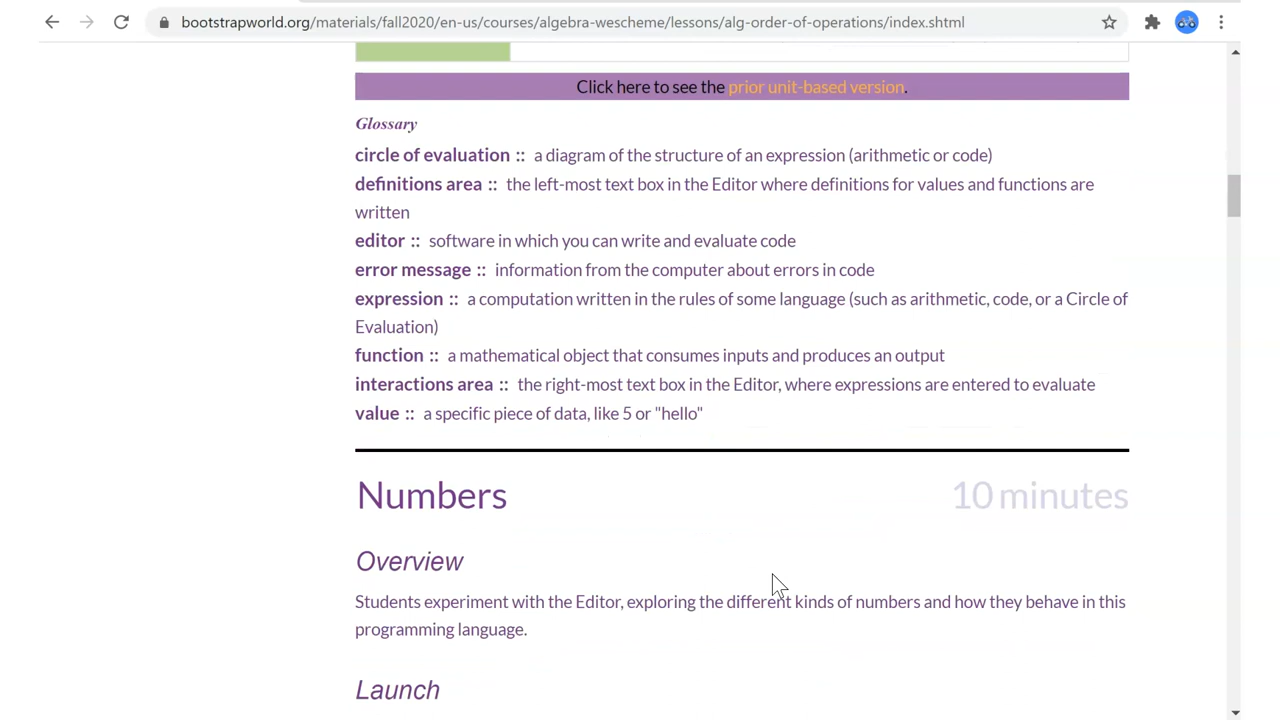 bootstrapworld.org/materials/fall2020/en-us/courses/algebra-wescheme/lessons/alg-order-of-operations/index.shtml
Click here to see the prior unit-based version.
Glossary
circle of evaluation :: a diagram of the structure of an expression (arithmetic or code)
definitions area :: the left-most text box in the Editor where definitions for values and functions are
written
editor :: software in which you can write and evaluate code
error message :: information from the computer about errors in code
expression :: a computation written in the rules of some language (such as arithmetic, code, or a Circle of
Evaluation)
function :: a mathematical object that consumes inputs and produces an output
interactions area :: the right-most text box in the Editor, where expressions are entered to evaluate
value :: a specific piece of data, like 5 or "hello"
Numbers 10 minutes
Overview
Students experiment with the Editor, exploring the different kinds of numbers and how they behave in this
programming language.
Launch